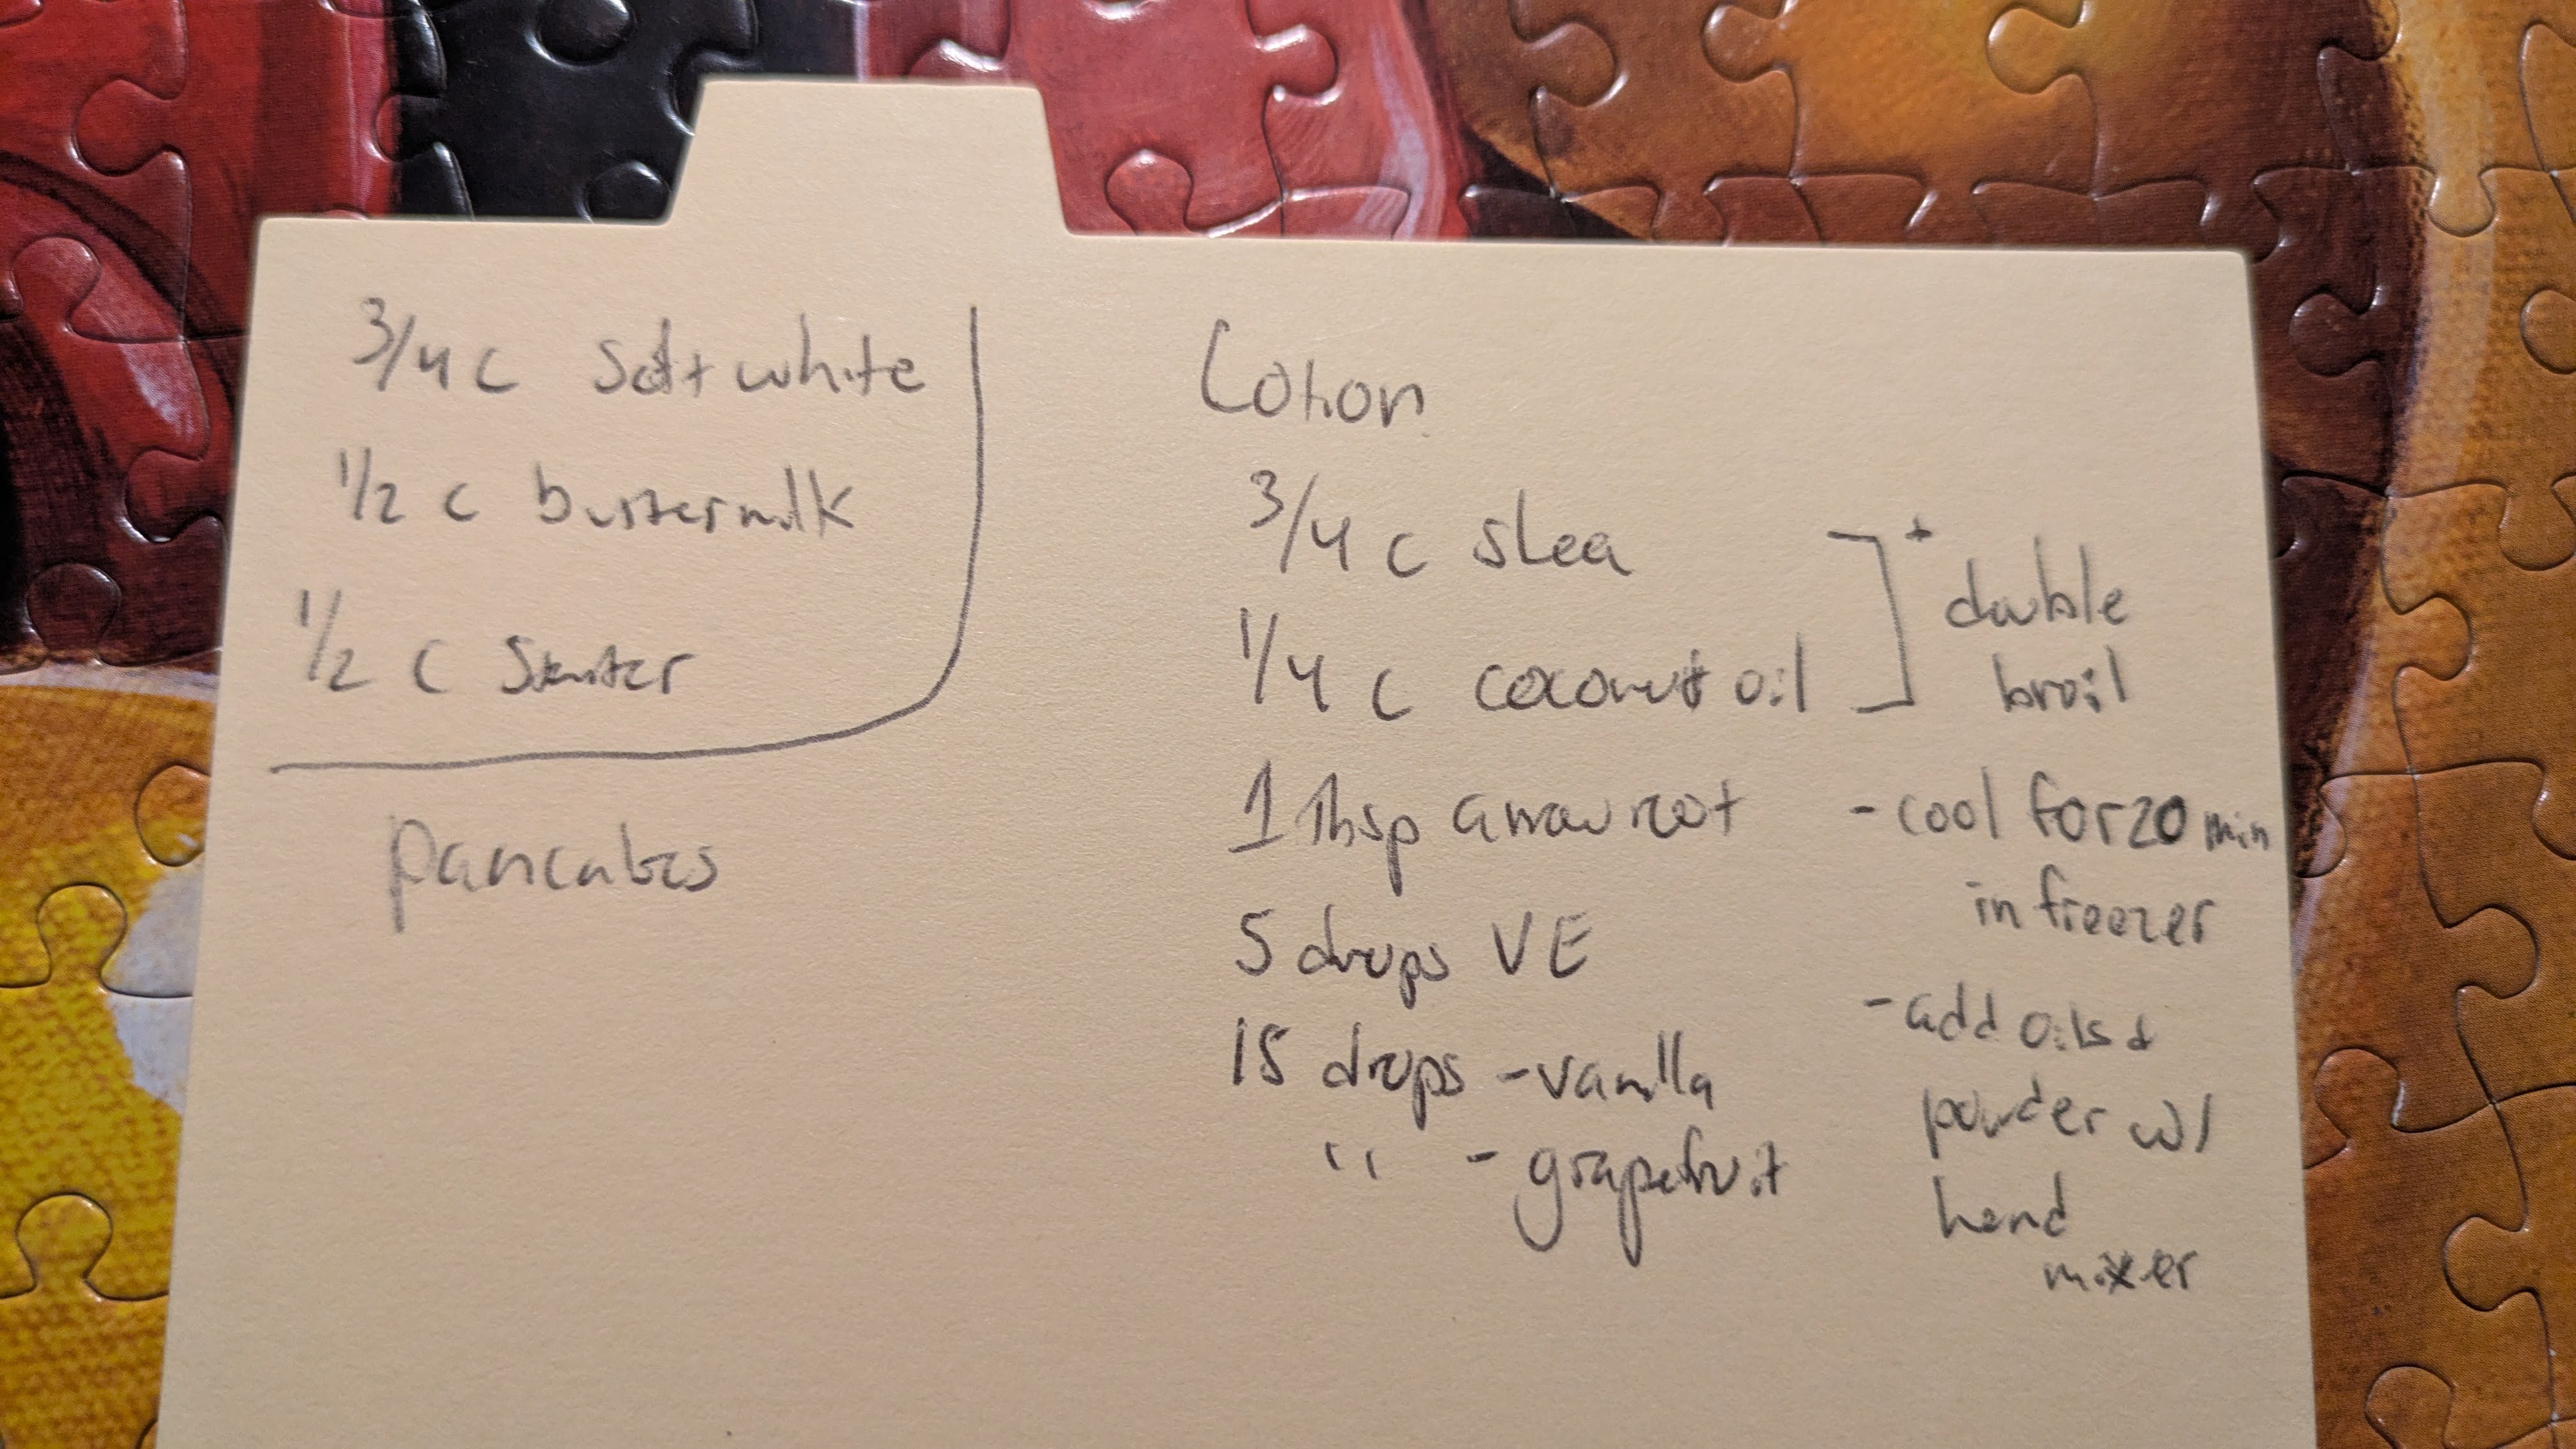 3/4 c soft white
1/2 c buttermilk
1/2 c Starter
pancakes
Lotion
3/4 c shea
1/4 c coconut oil
1 Tbsp arrowroot
5 drops VE
15 drops - vanilla
" - grapefruit
double
broil
- cool for 20 min
in freezer
- add oils &
powder w/
hand
mixer